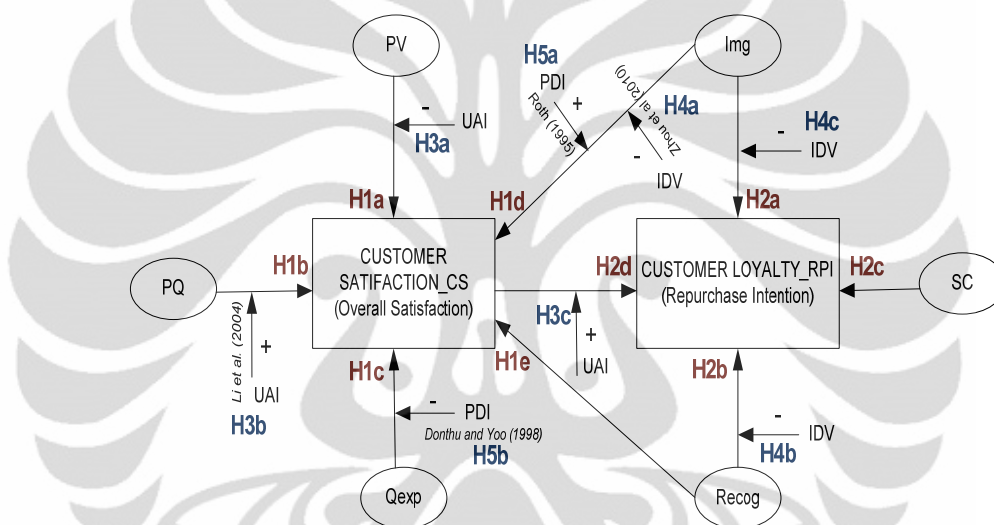 PV
Img
H5a
PDI
+
Roth (1995)
Zhou et al (2010)
H4a
-
IDV
-
UAI
H3a
-
H4c
IDV
H1a
H1d
H2a
CUSTOMER
SATIFACTION_CS
(Overall Satisfaction)
CUSTOMER LOYALTY_RPI
(Repurchase Intention)
H1b
H2d
H2c
PQ
SC
Li et al. (2004)
+
UAI
H3b
H3c
+
UAI
H1c
H1e
H2b
-
PDI
Donthu and Yoo (1998)
H5b
-
IDV
H4b
Qexp
Recog